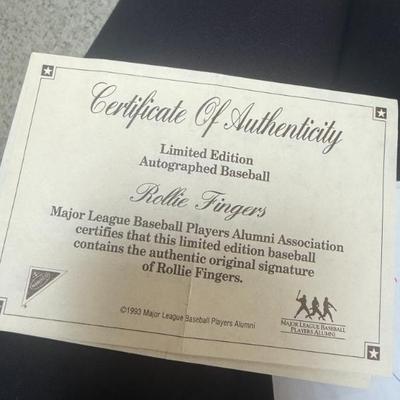 Certificate Of Authenticity
Limited Edition
Autographed Baseball
Rollie Fingers
Major League Baseball Players Alumni Association
certifies that this limited edition baseball
contains the authentic original signature
of Rollie Fingers.
©1993 Major League Baseball Players Alumni
MAJOR LEAGUE BASEBALL
PLAYERS ALUMNI